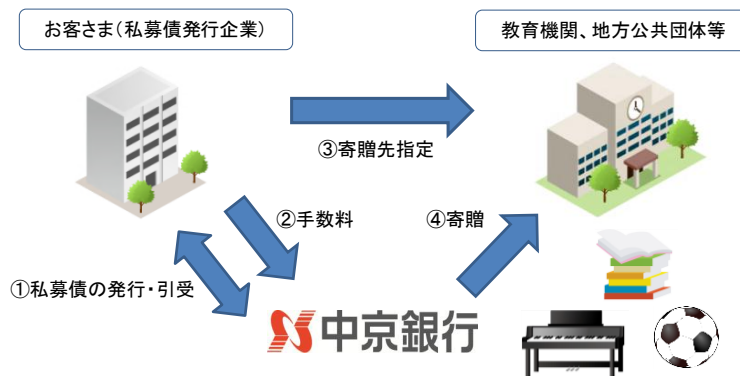 お客さま(私募債発行企業)
教育機関、地方公共団体等
③寄贈先指定
②手数料
④寄贈
①私募債の発行・引受
中京銀行